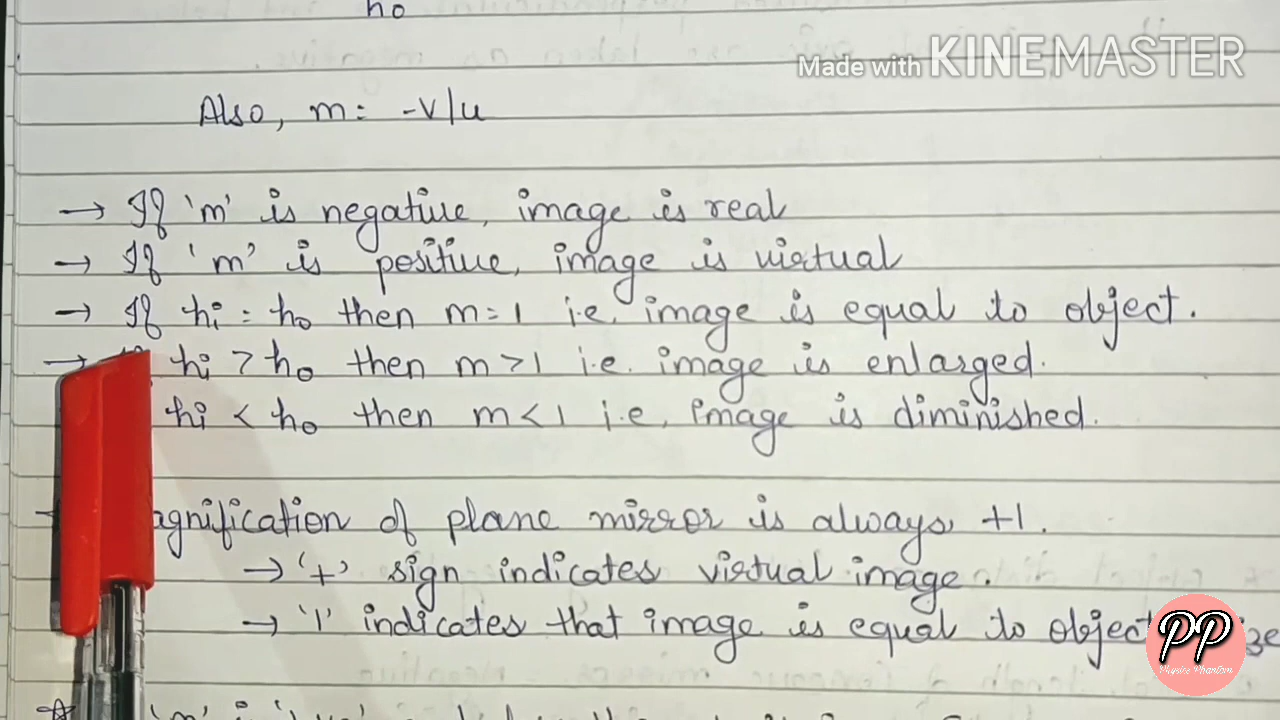 ho
Made with KINEMASTER
Also, m = -v/u
→ If 'm' is negative, image is real
→ If 'm' is positive, image is virtual
→ If hi = ho then m = 1 i.e. image is equal to object.
→ hi > ho then m > 1 i.e. image is enlarged.
hi < ho then m < 1 i.e, image is diminished.
agnification of plane mirror is always +1.
→ '+' sign indicates virtual image.
→ '1' indicates that image is equal to object
PP
Physics Phantom